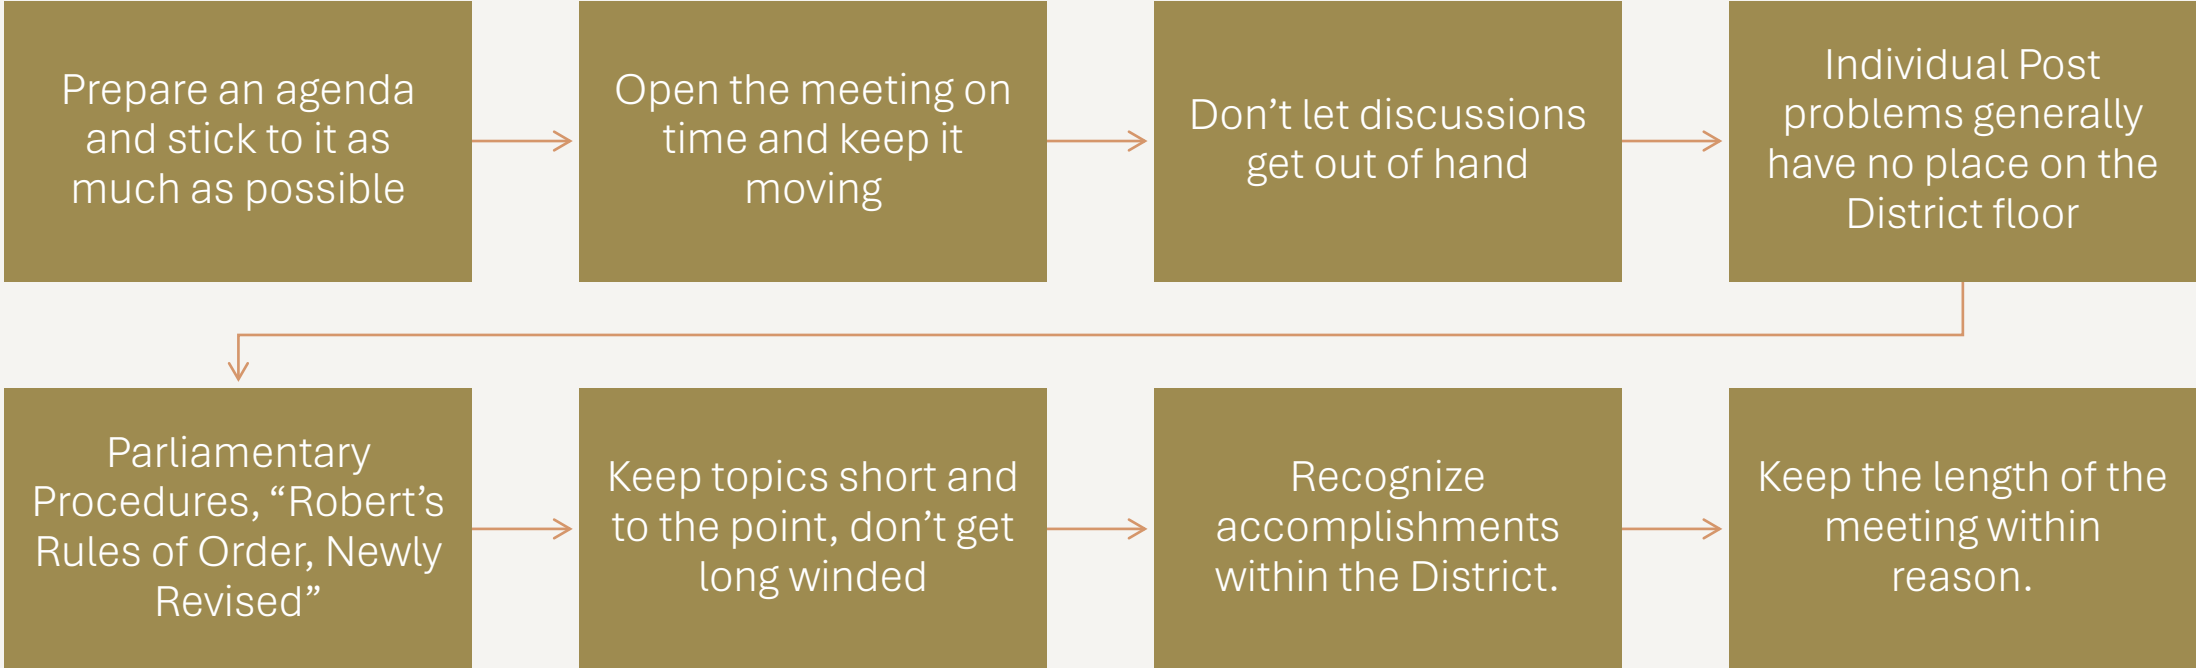 Prepare an agenda
and stick to it as
much as possible
Open the meeting on
time and keep it
moving
Don’t let discussions
get out of hand
Individual Post
problems generally
have no place on the
District floor
Parliamentary
Procedures, “Robert’s
Rules of Order, Newly
Revised”
Keep topics short and
to the point, don’t get
long winded
Recognize
accomplishments
within the District.
Keep the length of the
meeting within
reason.